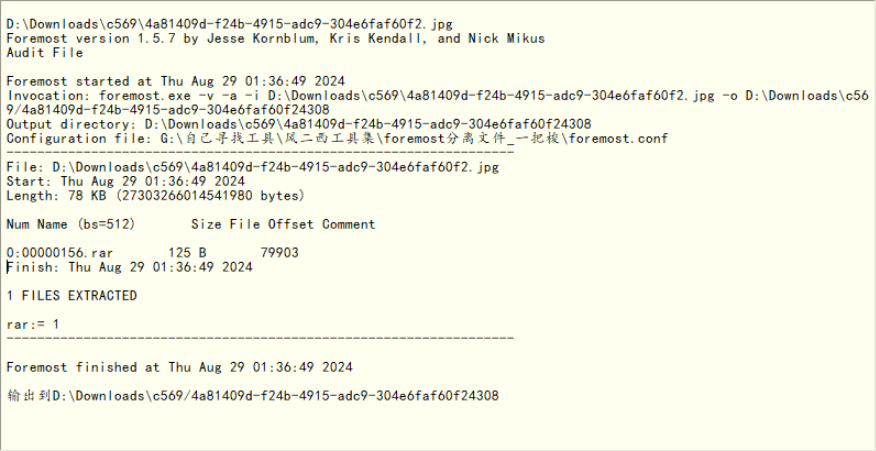 D:\Downloads\c569\4a81409d-f24b-4915-adc9-304e6faf60f2.jpg
Foremost version 1.5.7 by Jesse Kornblum, Kris Kendall, and Nick Mikus
Audit File
Foremost started at Thu Aug 29 01:36:49 2024
Invocation: foremost.exe -v -a -i D:\Downloads\c569\4a81409d-f24b-4915-adc9-304e6faf60f2.jpg -o D:\Downloads\c56
9/4a81409d-f24b-4915-adc9-304e6faf60f24308
Output directory: D:\Downloads\c569\4a81409d-f24b-4915-adc9-304e6faf60f24308
Configuration file: G:\自己寻找工具\风二西工具集\foremost分离文件_一把梭\foremost.conf
------------------------------------------------------------------
File: D:\Downloads\c569\4a81409d-f24b-4915-adc9-304e6faf60f2.jpg
Start: Thu Aug 29 01:36:49 2024
Length: 78 KB (27303266014541980 bytes)
Num Name (bs=512) Size File Offset Comment
0:00000156.rar 125 B 79903
Finish: Thu Aug 29 01:36:49 2024
1 FILES EXTRACTED
rar:= 1
------------------------------------------------------------------
Foremost finished at Thu Aug 29 01:36:49 2024
输出到D:\Downloads\c569/4a81409d-f24b-4915-adc9-304e6faf60f24308